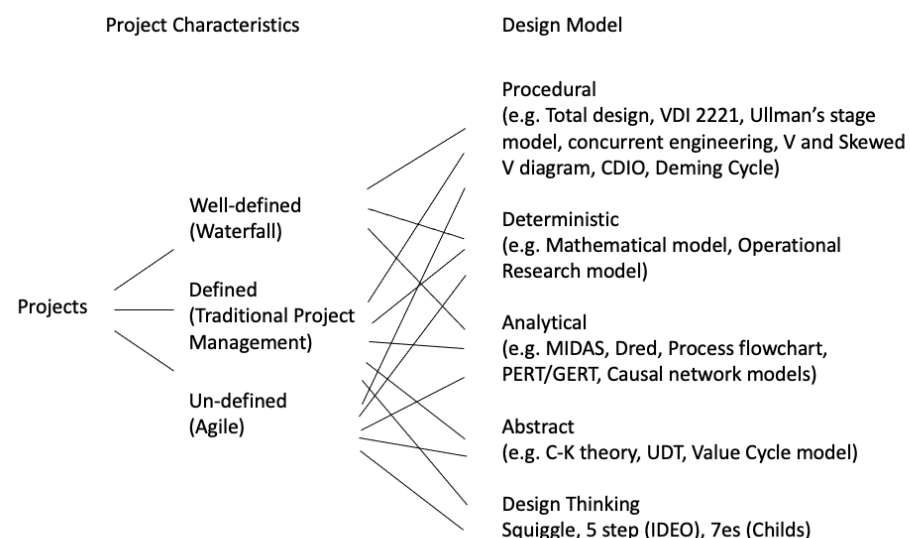 Project Characteristics
Design Model
Projects
Well-defined
(Waterfall)
Defined
(Traditional Project
Management)
Un-defined
(Agile)
Procedural
(e.g. Total design, VDI 2221, Ullman’s stage
model, concurrent engineering, V and Skewed
V diagram, CDIO, Deming Cycle)
Deterministic
(e.g. Mathematical model, Operational
Research model)
Analytical
(e.g. MIDAS, Dred, Process flowchart,
PERT/GERT, Causal network models)
Abstract
(e.g. C-K theory, UDT, Value Cycle model)
Design Thinking
Squiggle, 5 step (IDEO), 7es (Childs)